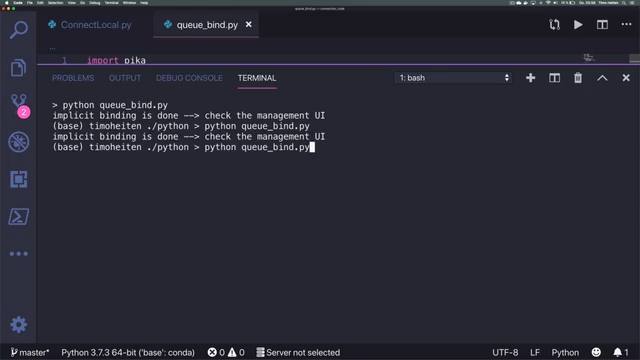 ConnectLocal.py
queue_bind.py
...
1 import pika
PROBLEMS OUTPUT DEBUG CONSOLE TERMINAL
1: bash
> python queue_bind.py
implicit binding is done --> check the management UI
(base) timoheiten ./python > python queue_bind.py
implicit binding is done --> check the management UI
(base) timoheiten ./python > python queue_bind.py
2
master* Python 3.7.3 64-bit ('base': conda) 0 0 Server not selected UTF-8 LF Python 1